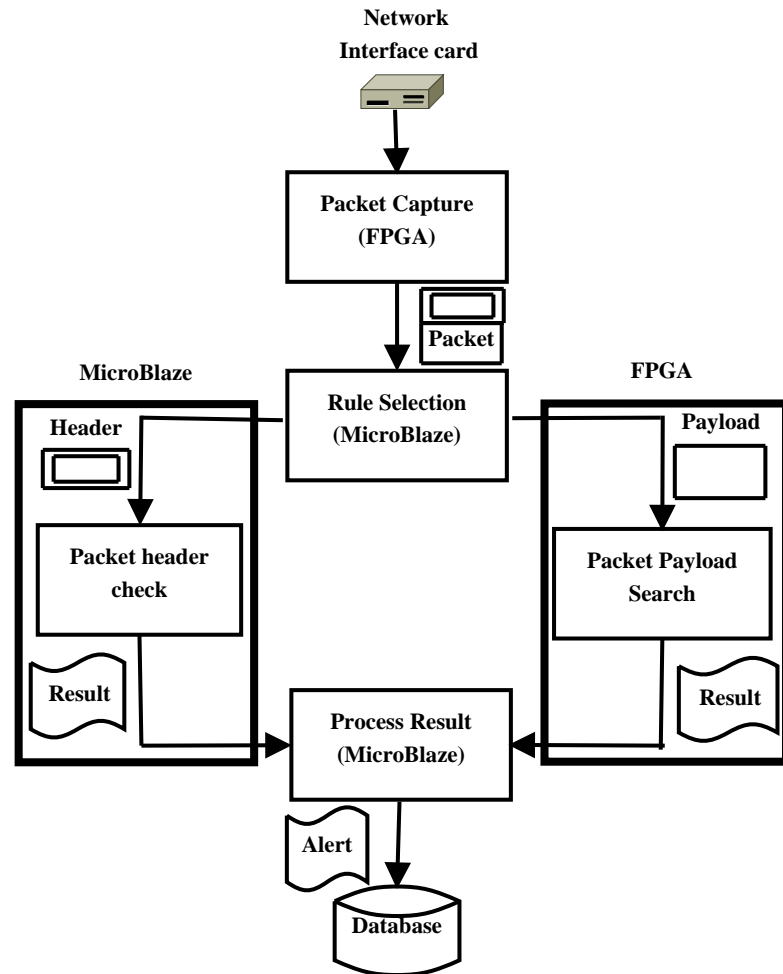 Network
Interface card
Packet Capture
(FPGA)
Packet
MicroBlaze
FPGA
Rule Selection
(MicroBlaze)
Header
Payload
Packet header
check
Packet Payload
Search
Result
Result
Process Result
(MicroBlaze)
Alert
Database